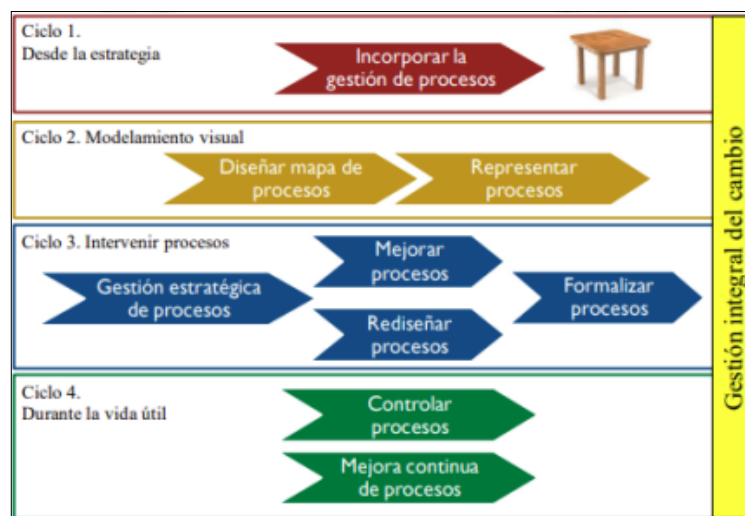 Ciclo 1.
Desde la estrategia
Incorporar la
gestión de procesos
Ciclo 2. Modelamiento visual
Diseñar mapa de
procesos
Representar
procesos
Ciclo 3. Intervenir procesos
Gestión estratégica
de procesos
Mejorar
procesos
Rediseñar
procesos
Formalizar
procesos
Ciclo 4.
Durante la vida útil
Controlar
procesos
Mejora continua
de procesos
Gestión integral del cambio